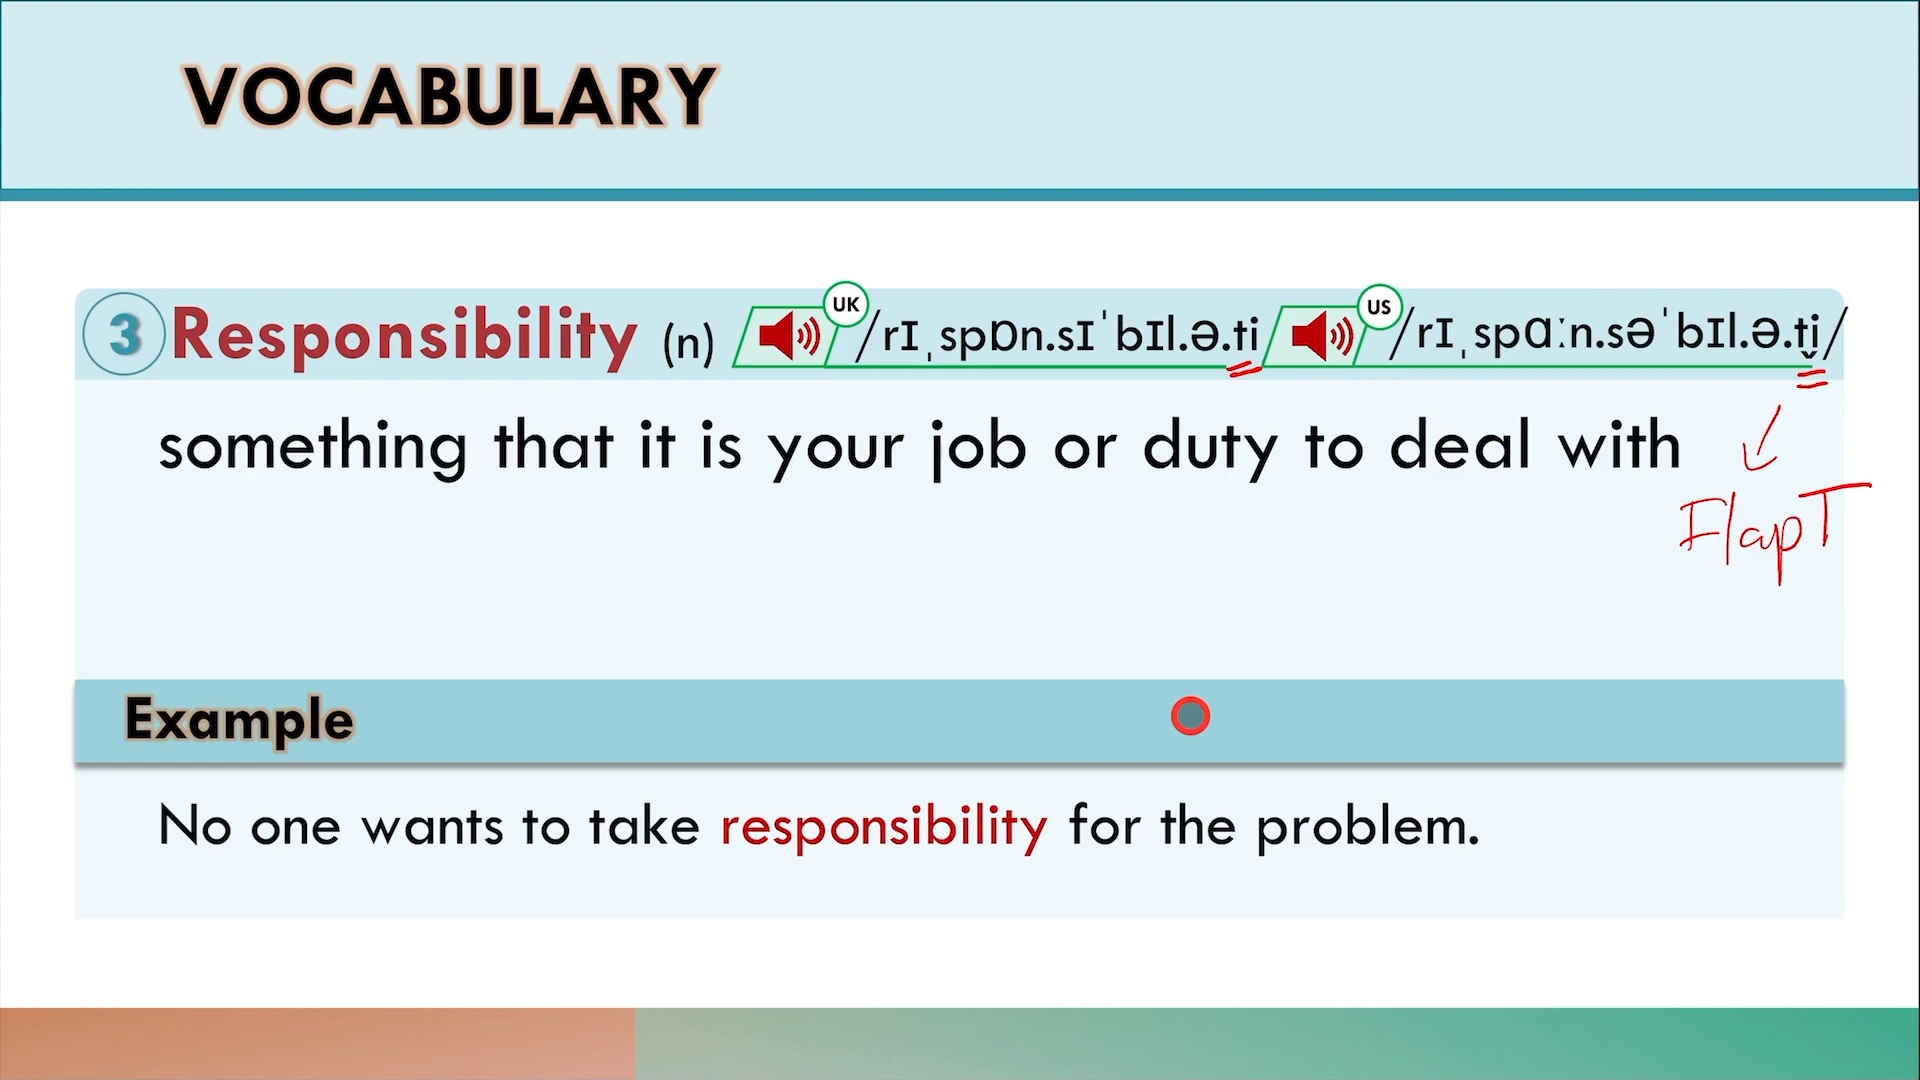 VOCABULARY
3 Responsibility (n) UK /rɪˌspɒn.sɪˈbɪl.ə.ti US /rɪˌspɑːn.səˈbɪl.ə.t̬i/
something that it is your job or duty to deal with
Flap T
Example
No one wants to take responsibility for the problem.